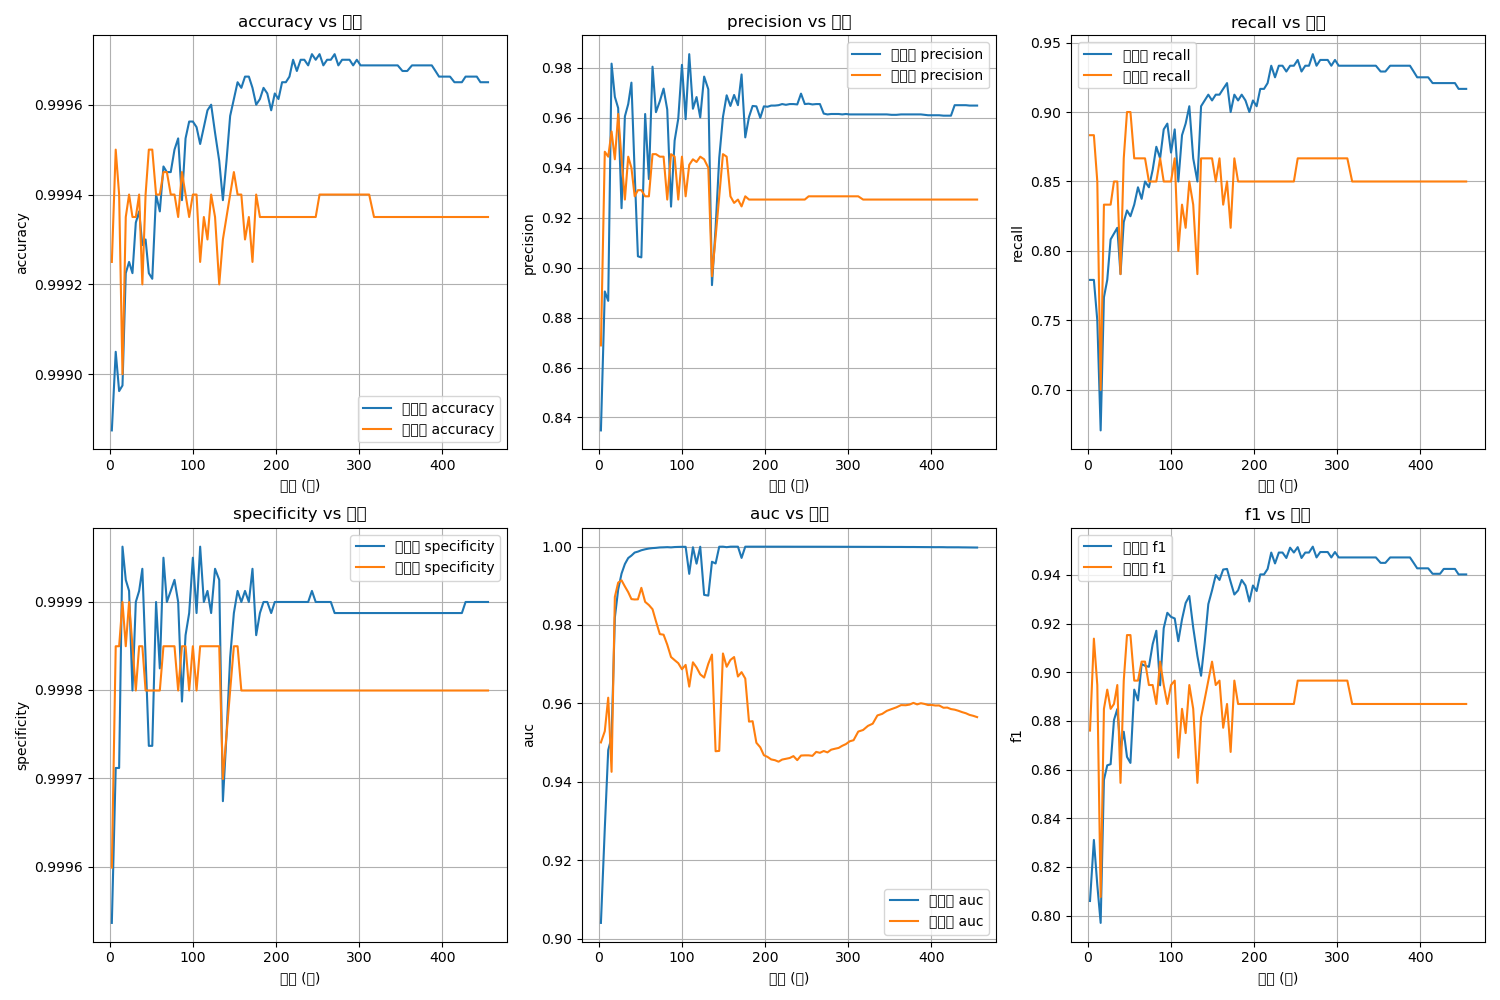 accuracy vs
accuracy
0.9996
0.9994
0.9992
0.9990
accuracy
accuracy
0 100 200 300 400
precision vs
precision
0.98
0.96
0.94
0.92
0.90
0.88
0.86
0.84
precision
precision
0 100 200 300 400
recall vs
recall
0.95
0.90
0.85
0.80
0.75
0.70
recall
recall
0 100 200 300 400
specificity vs
specificity
0.9999
0.9998
0.9997
0.9996
specificity
specificity
0 100 200 300 400
auc vs
auc
1.00
0.98
0.96
0.94
0.92
0.90
auc
auc
0 100 200 300 400
f1 vs
f1
0.94
0.92
0.90
0.88
0.86
0.84
0.82
0.80
f1
f1
0 100 200 300 400